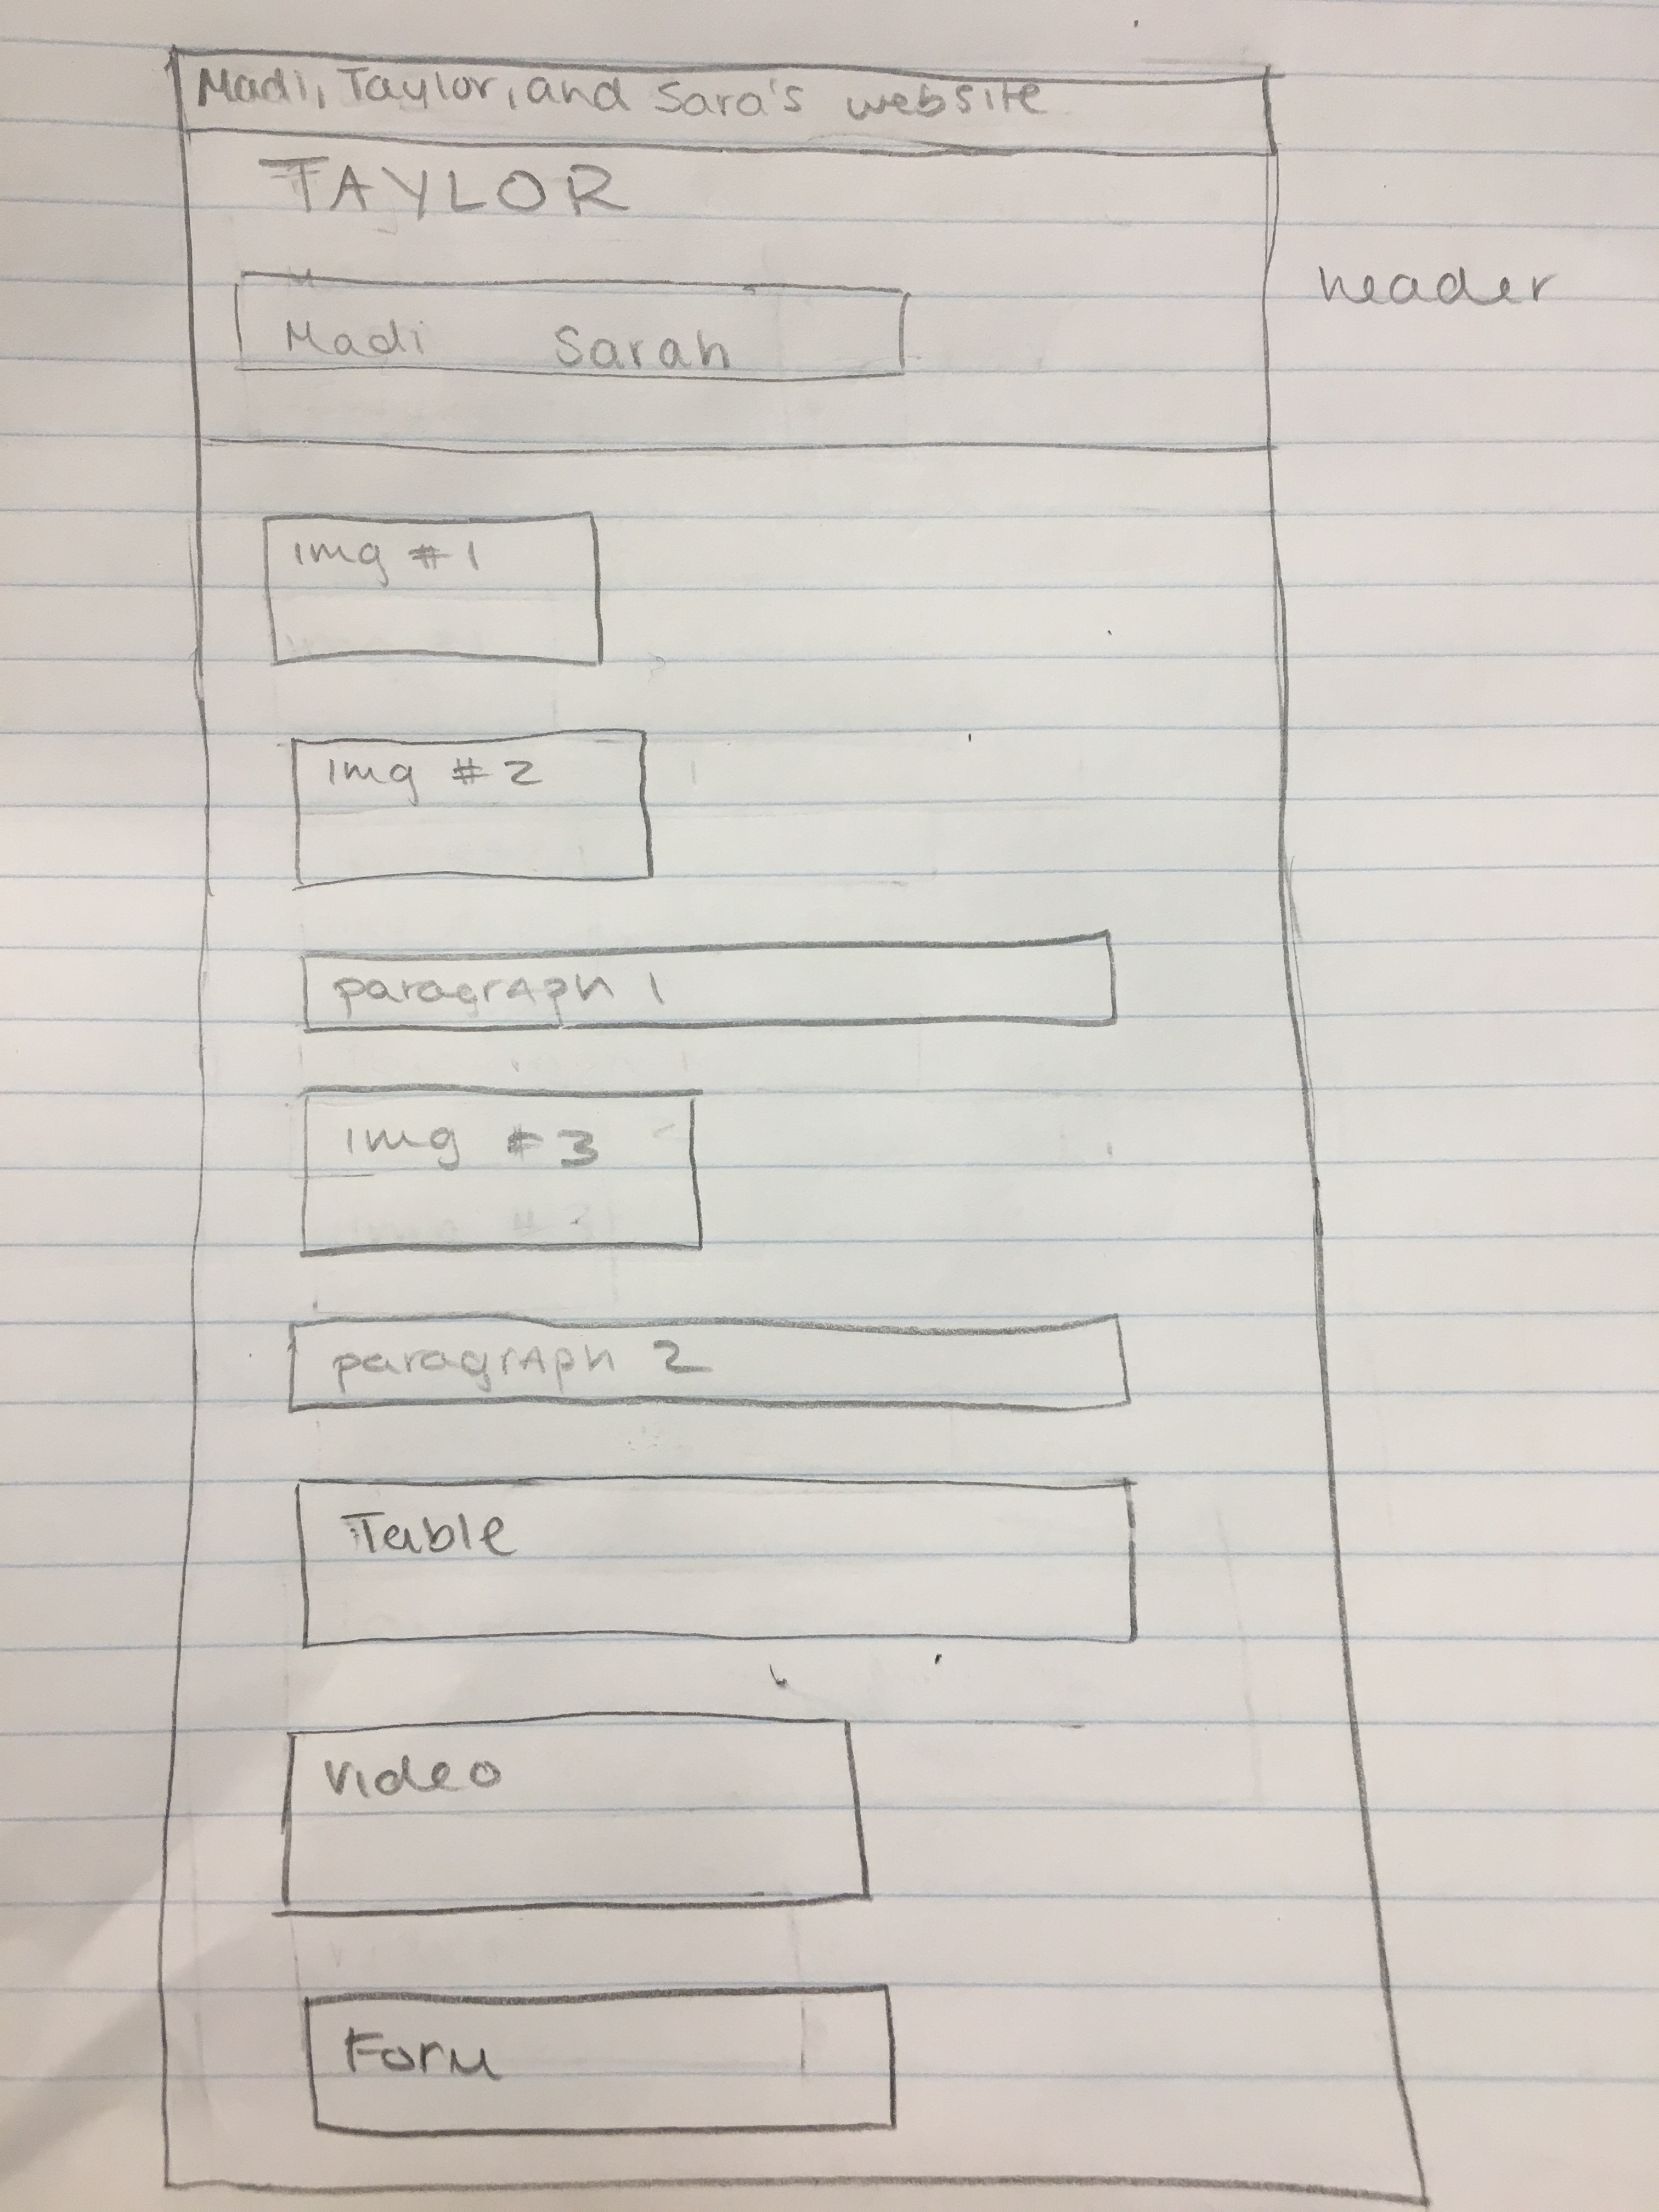 Madi, Taylor, and Sara's website
TAYLOR
header
Madi Sarah
img #1
img #2
paragraph 1
img #3
paragraph 2
Table
Video
Form